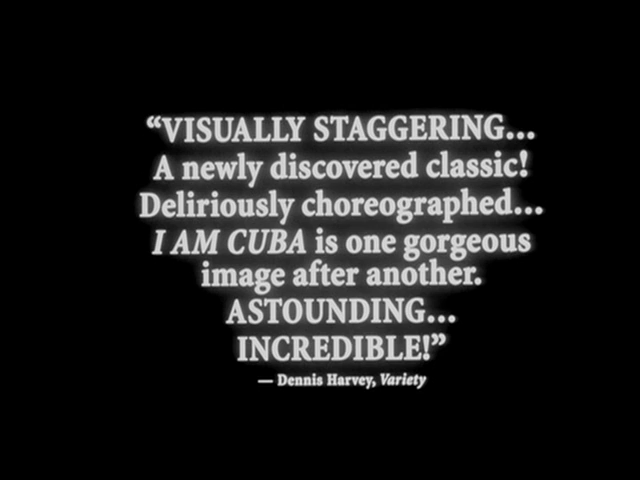 “VISUALLY STAGGERING...
A newly discovered classic!
Deliriously choreographed...
I AM CUBA is one gorgeous
image after another.
ASTOUNDING...
INCREDIBLE!”
— Dennis Harvey, Variety